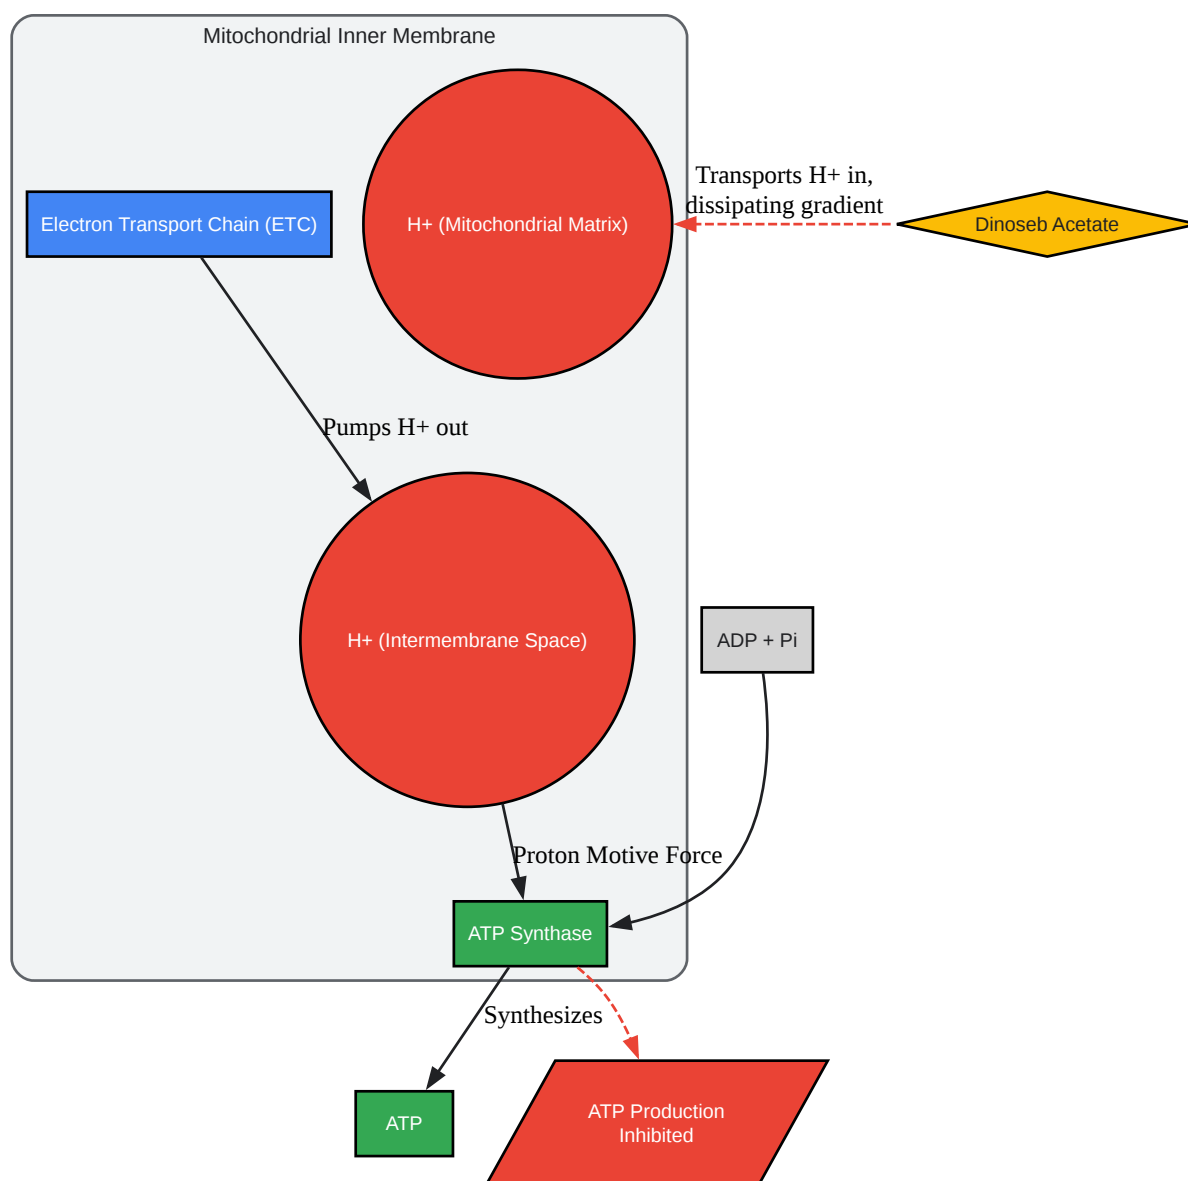 Mitochondrial Inner Membrane
Transports H+ in,
dissipating gradient
Electron Transport Chain (ETC)
H+ (Mitochondrial Matrix)
Dinoseb Acetate
Pumps H+ out
H+ (Intermembrane Space)
ADP + Pi
Proton Motive Force
ATP Synthase
Synthesizes
ATP
ATP Production
Inhibited